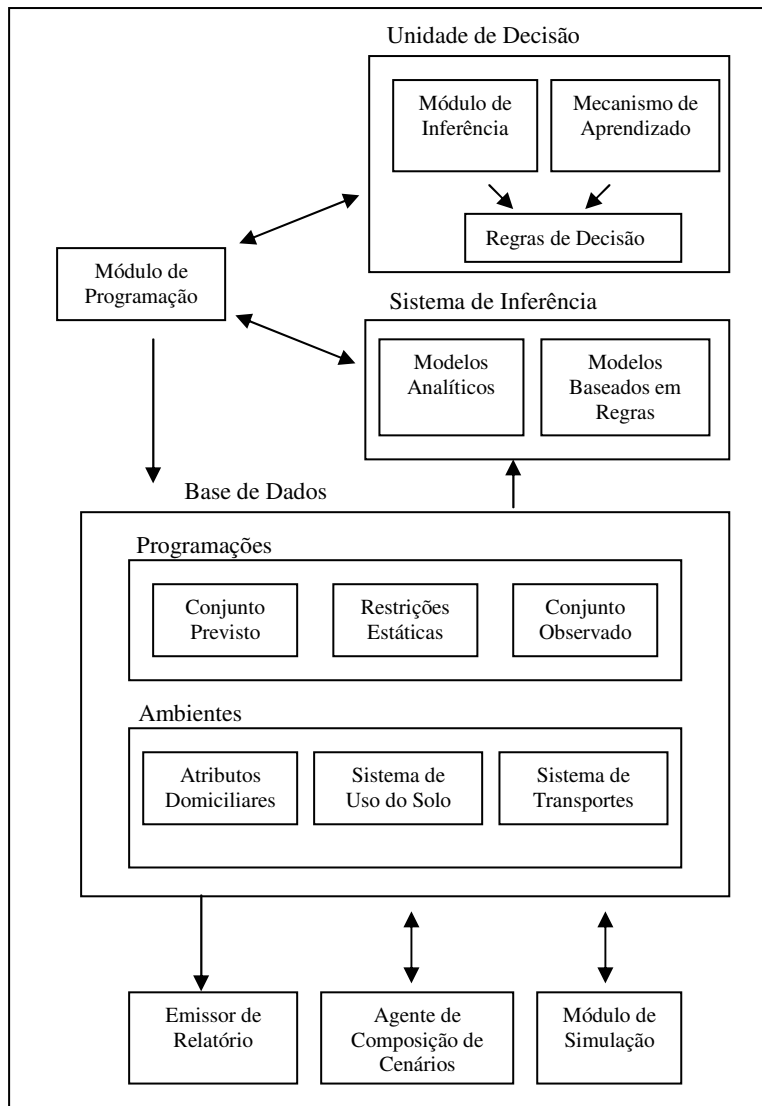 Unidade de Decisão
Módulo de
Inferência
Mecanismo de
Aprendizado
Regras de Decisão
Módulo de
Programação
Sistema de Inferência
Modelos
Analíticos
Modelos
Baseados em
Regras
Base de Dados
Programações
Conjunto
Previsto
Restrições
Estáticas
Conjunto
Observado
Ambientes
Atributos
Domiciliares
Sistema de
Uso do Solo
Sistema de
Transportes
Emissor de
Relatório
Agente de
Composição de
Cenários
Módulo de
Simulação